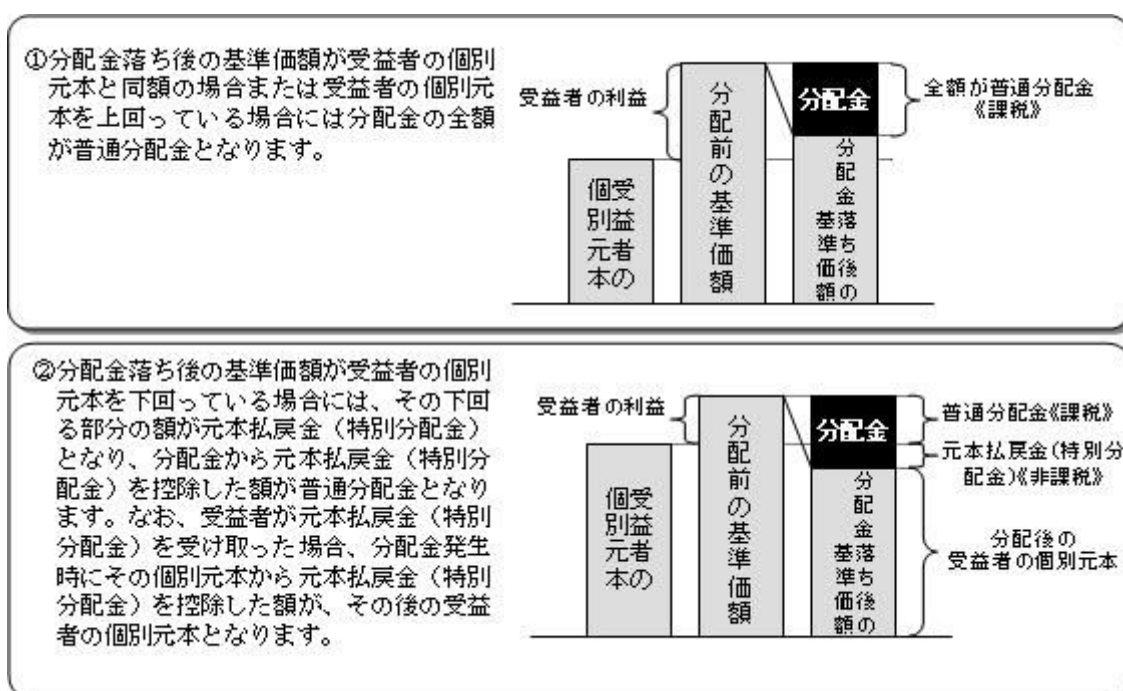 ①分配金落ち後の基準価額が受益者の個別
元本と同額の場合または受益者の個別元
本を上回っている場合には分配金の全額
が普通分配金となります。
受益者の利益
受益者の
個別元本
分配前の基準価額
分配金
分配金落ち後の
基準価額
全額が普通分配金
《課税》
②分配金落ち後の基準価額が受益者の個別
元本を下回っている場合には、その下回
る部分の額が元本払戻金（特別分配金）
となり、分配金から元本払戻金（特別分
配金）を控除した額が普通分配金となり
ます。なお、受益者が元本払戻金（特別
分配金）を受け取った場合、分配金発生
時にその個別元本から元本払戻金（特別
分配金）を控除した額が、その後の受益
者の個別元本となります。
受益者の利益
受益者の
個別元本
分配前の基準価額
分配金
分配金落ち後の
基準価額
普通分配金《課税》
元本払戻金(特別分
配金)《非課税》
分配後の
受益者の個別元本